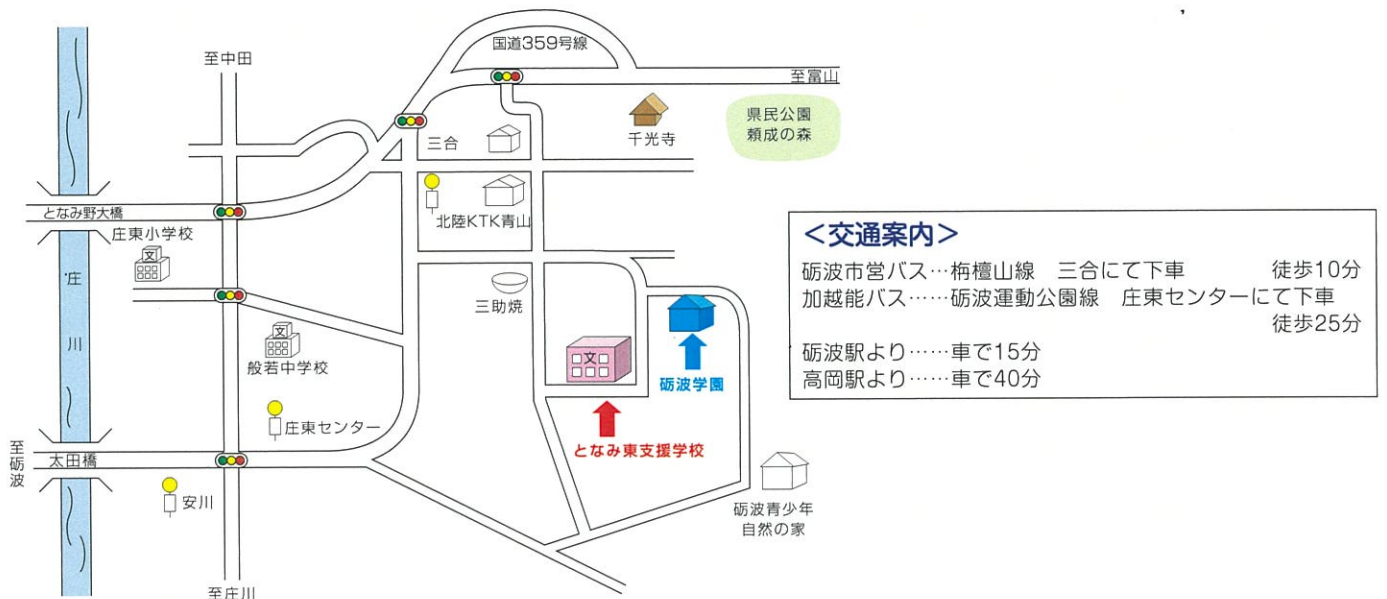 国道359号線
至中田
至富山
県民公園
頼成の森
千光寺
三合
となみ野大橋
北陸KTK青山
庄東小学校
文
庄川
三助焼
文
般若中学校
文
砺波学園
庄東センター
となみ東支援学校
至砺波
太田橋
安川
砺波青少年
自然の家
至庄川
＜交通案内＞
砺波市営バス…栴檀山線 三合にて下車 徒歩10分
加越能バス……砺波運動公園線 庄東センターにて下車
徒歩25分
砺波駅より……車で15分
高岡駅より……車で40分